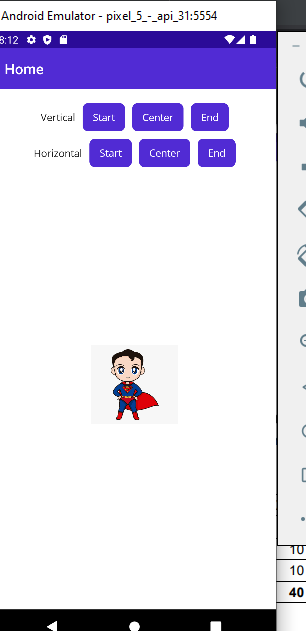 Android Emulator - pixel_5_-_api_31:5554
8:12
Home
Vertical Start Center End
Horizontal Start Center End
10
10
40